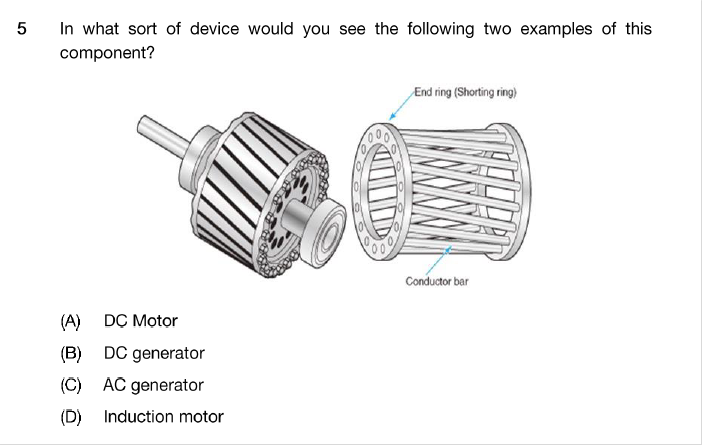 5 In what sort of device would you see the following two examples of this
component?
End ring (Shorting ring)
Conductor bar
(A) DC Motor
(B) DC generator
(C) AC generator
(D) Induction motor